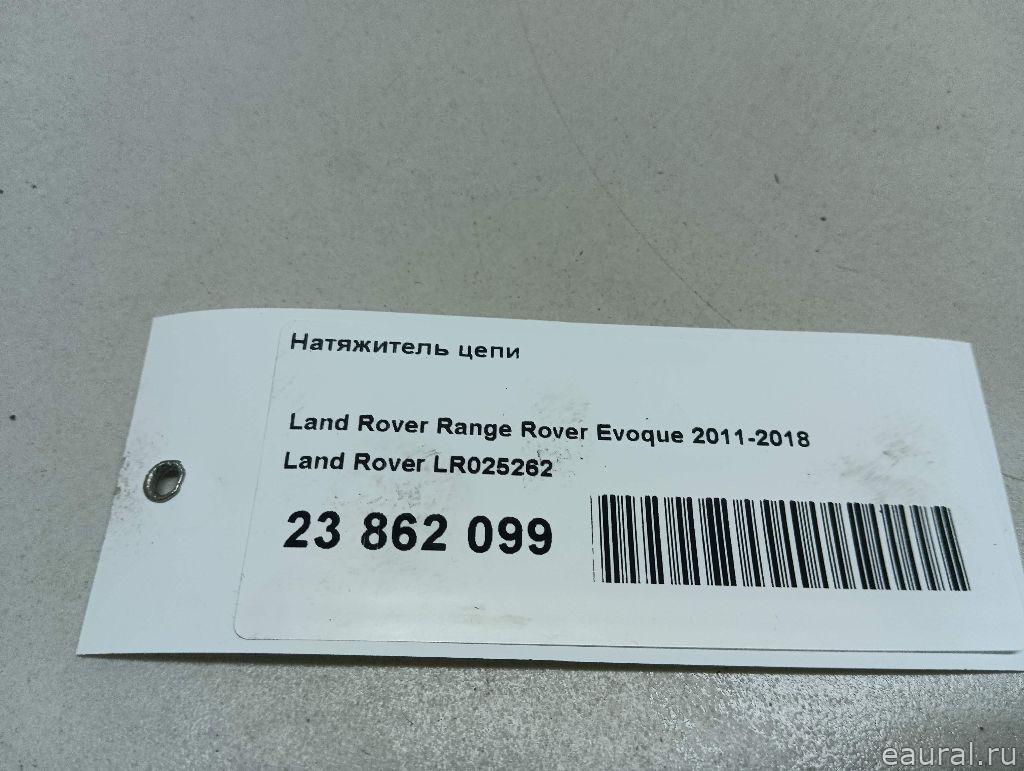 Натяжитель цепи
Land Rover Range Rover Evoque 2011-2018
Land Rover LR025262
23 862 099
eaural.ru